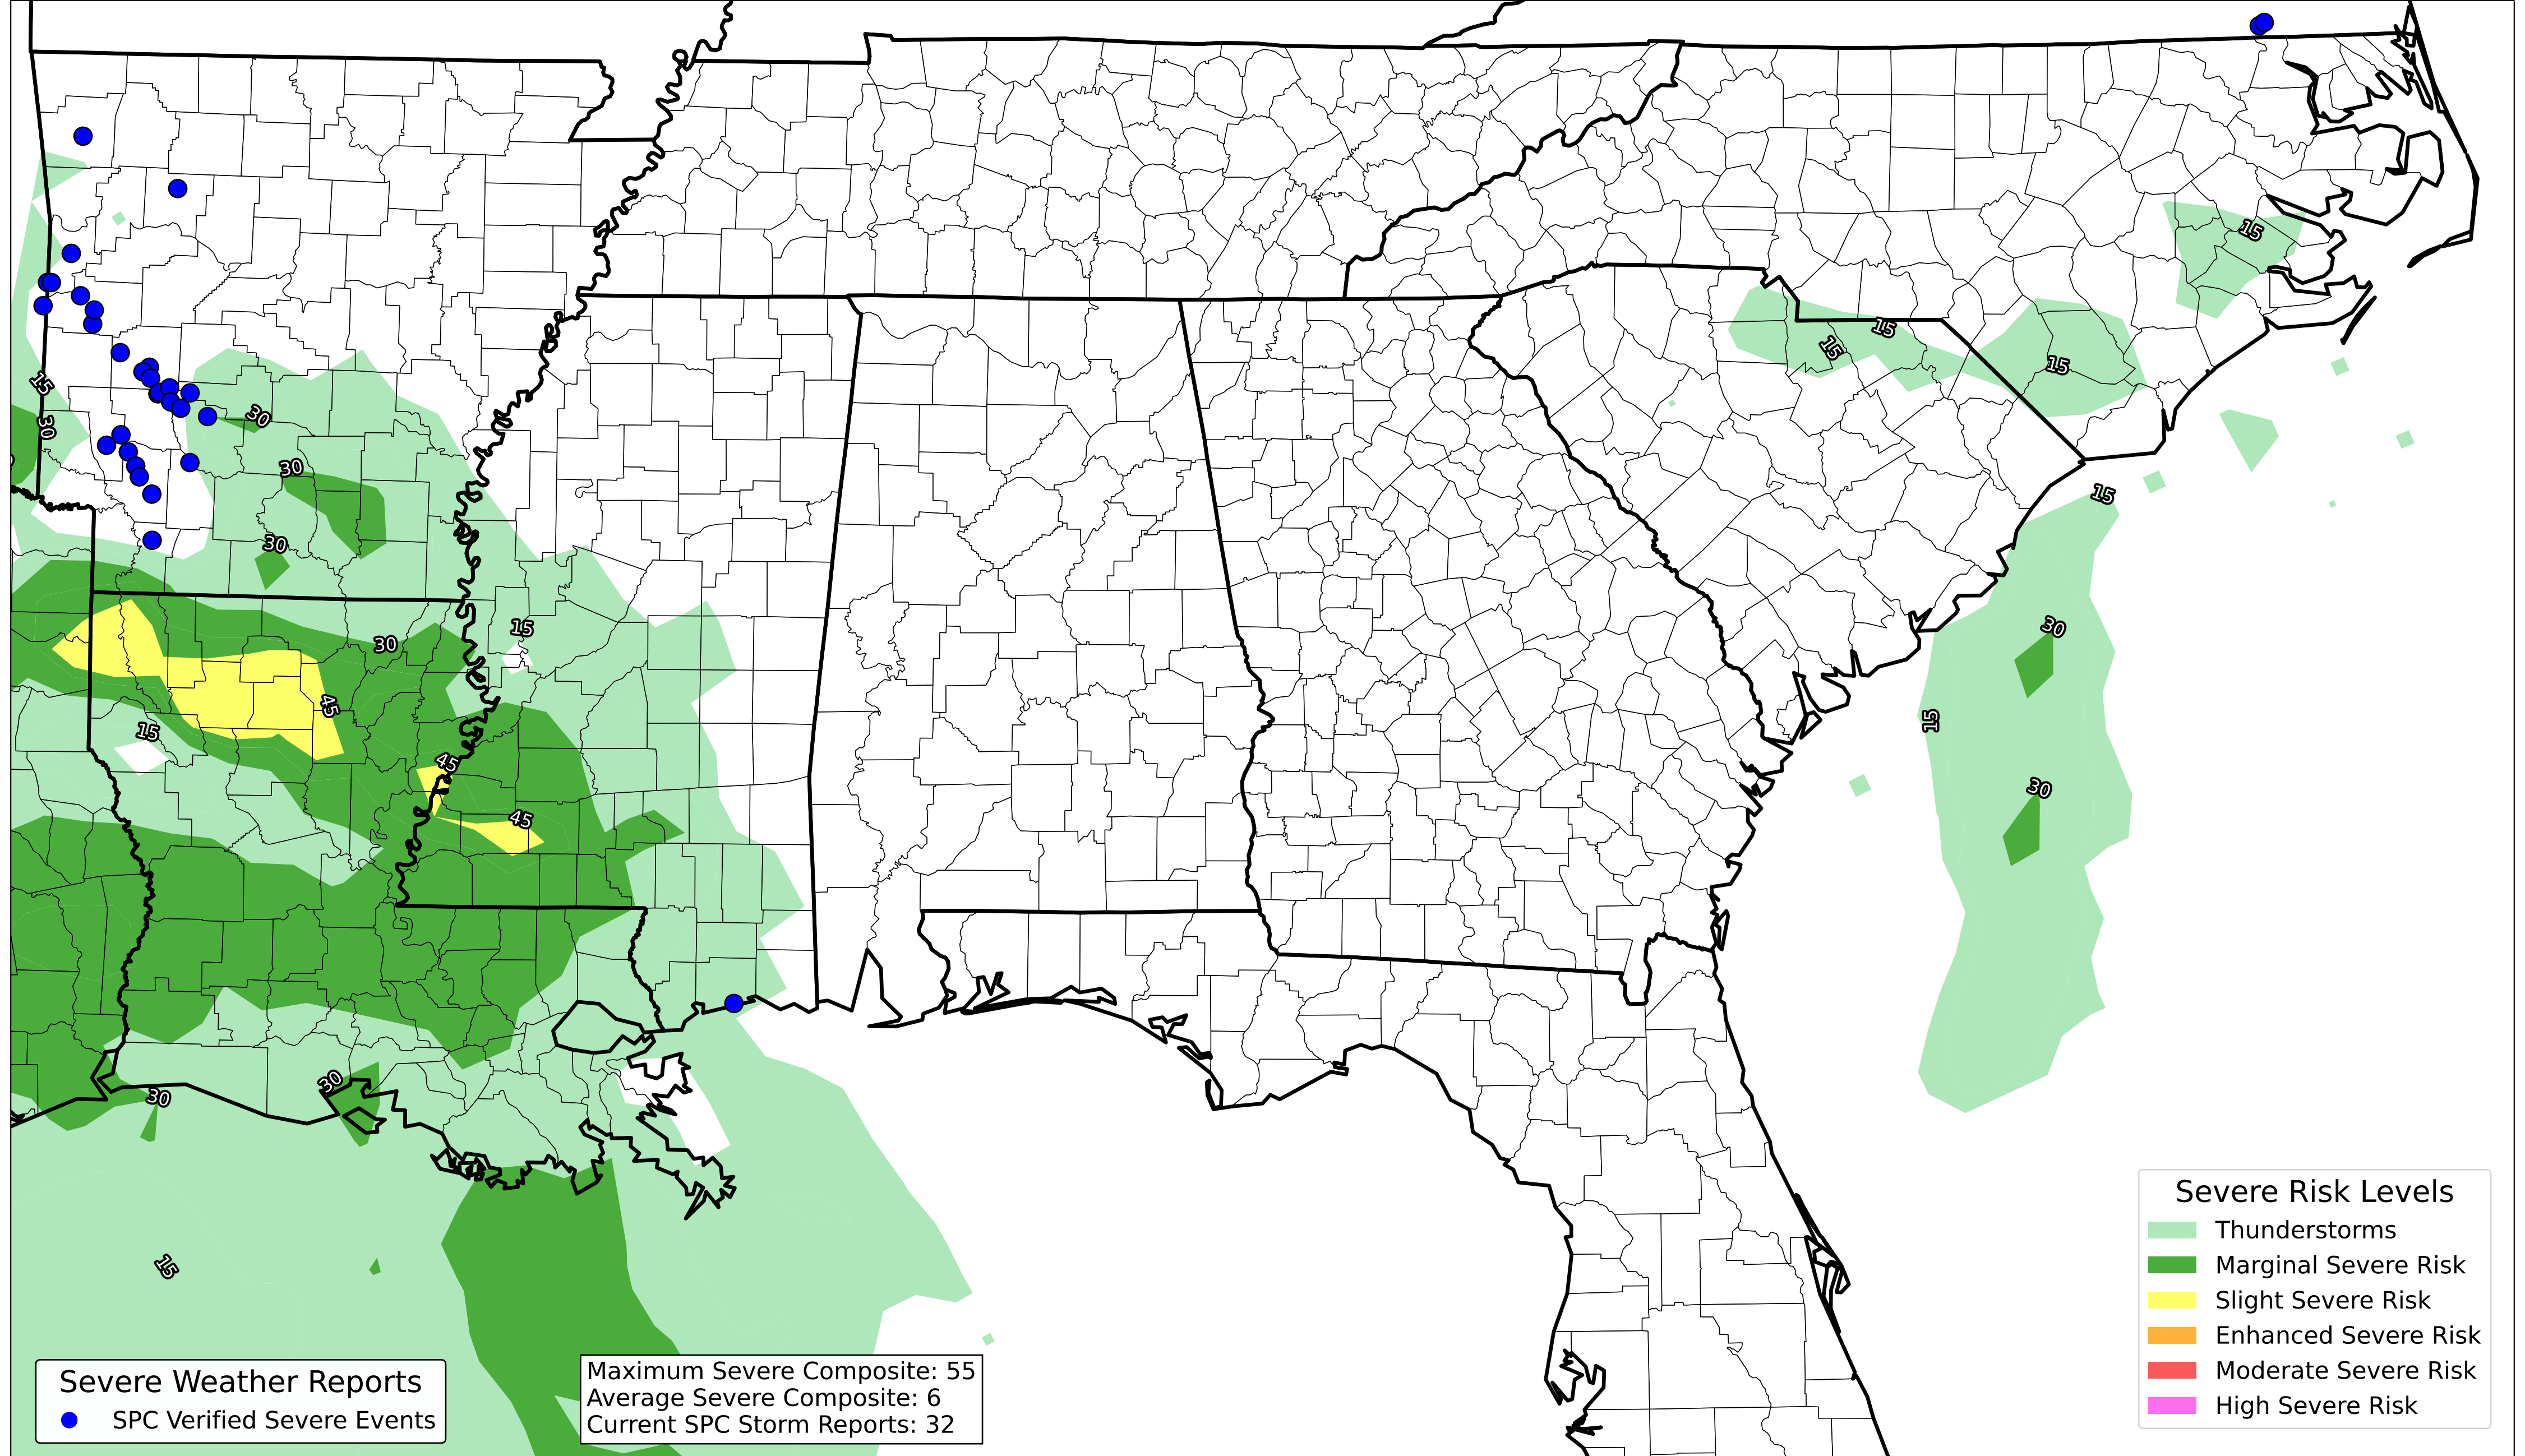 15
15
15
15
30
15
30
30
15
30
15
30
30
45
15
15
45
30
45
30
30
15
Severe Risk Levels
Thunderstorms
Marginal Severe Risk
Slight Severe Risk
Enhanced Severe Risk
Moderate Severe Risk
High Severe Risk
Severe Weather Reports
SPC Verified Severe Events
Maximum Severe Composite: 55
Average Severe Composite: 6
Current SPC Storm Reports: 32